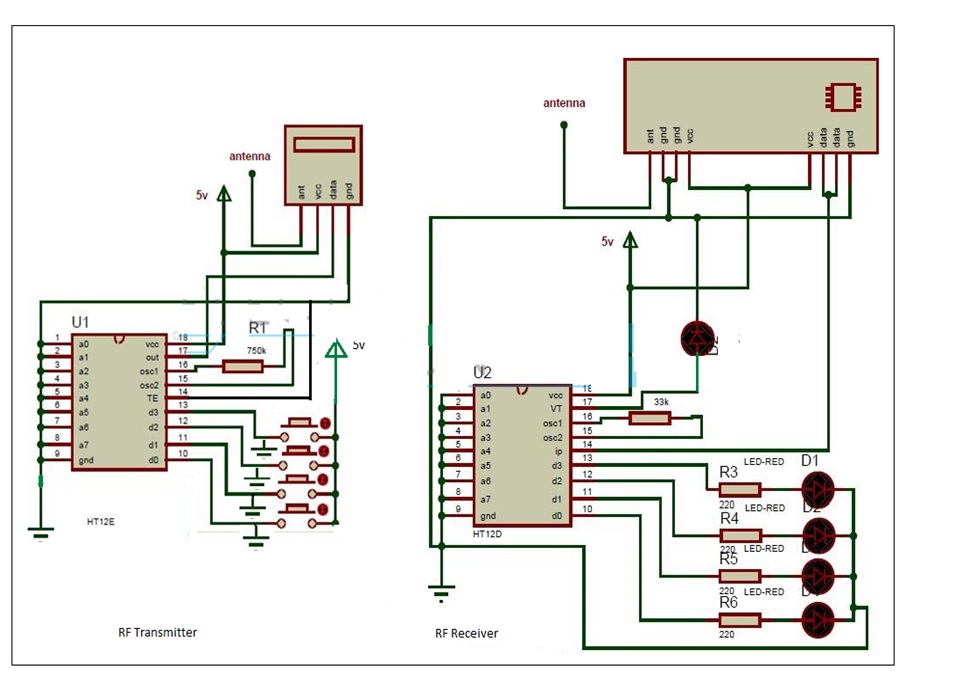 antenna
5v
ant
vcc
data
gnd
U1
1 a0 vcc 18
2 a1 out 17
3 a2 osc1 16
4 a3 osc2 15
5 a4 TE 14
6 a5 d3 13
7 a6 d2 12
8 a7 d1 11
9 gnd d0 10
HT12E
R1
750k
5v
RF Transmitter
antenna
ant
gnd
gnd
vcc
vcc
data
data
gnd
5v
D2
U2
a0 vcc 18
2 a1 VT 17
3 a2 osc1 16
4 a3 osc2 15
5 a4 ip 14
6 a5 d3 13
7 a6 d2 12
8 a7 d1 11
9 gnd d0 10
HT12D
33k
R3 LED-RED D1
220
R4 LED-RED D2
220
R5 LED-RED
220
R6 LED-RED
220
RF Receiver